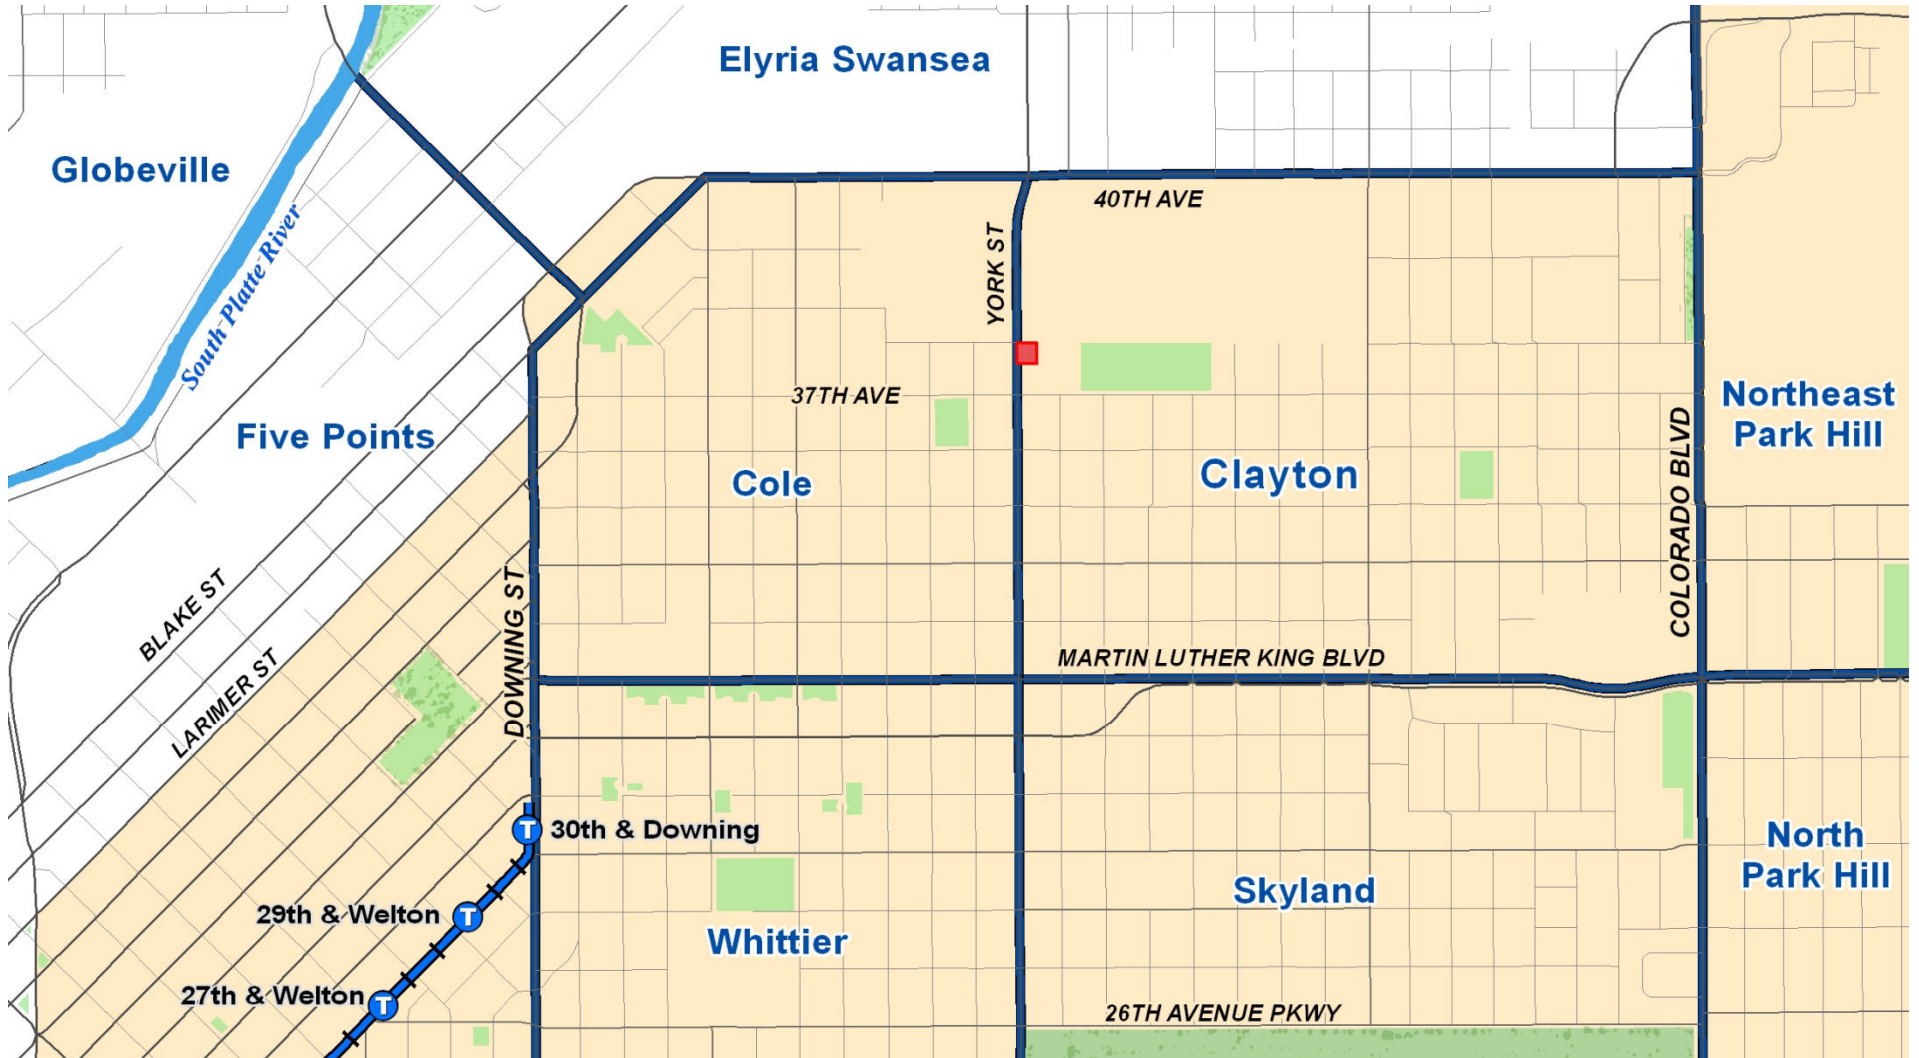 Elyria Swansea
Globeville
40TH AVE
South Platte River
YORK ST
37TH AVE
Northeast
Park Hill
Five Points
Cole
Clayton
COLORADO BLVD
BLAKE ST
DOWNING ST
LARIMER ST
MARTIN LUTHER KING BLVD
T
30th & Downing
North
Park Hill
Skyland
29th & Welton
T
Whittier
27th & Welton
T
26TH AVENUE PKWY